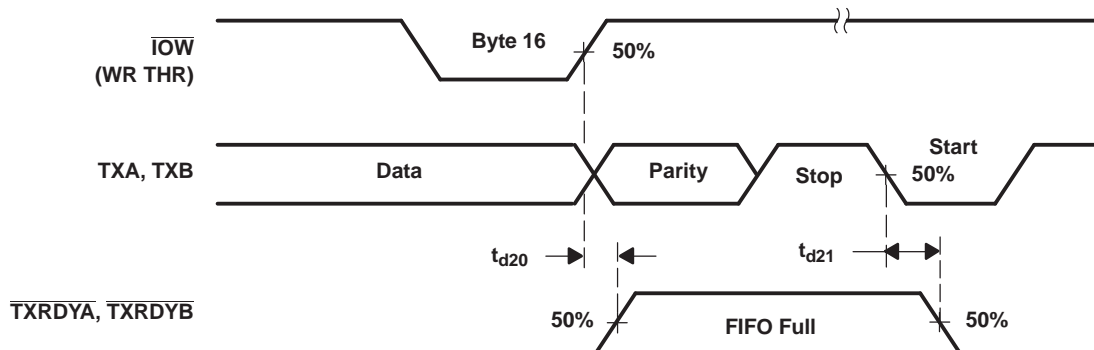 IOW
(WR THR)
Byte 16
50%
TXA, TXB
Data
Parity
Stop
Start
50%
td20
td21
TXRDYA, TXRDYB
50%
FIFO Full
50%